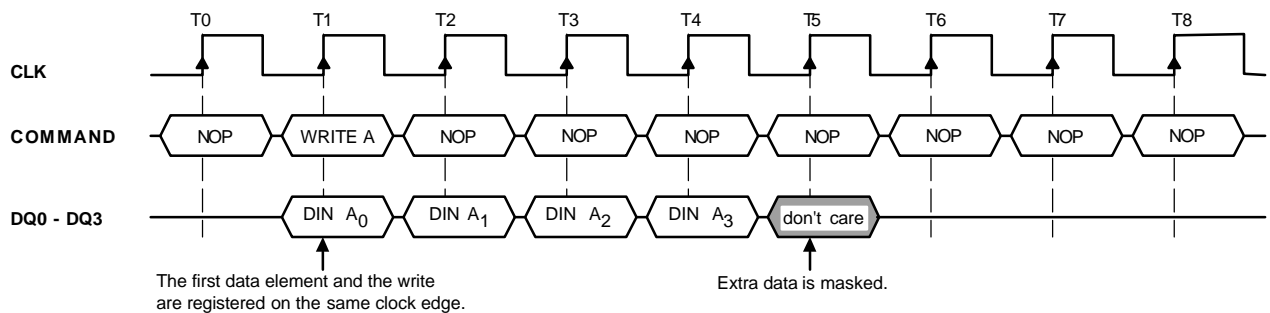 T0 T1 T2 T3 T4 T5 T6 T7 T8
CLK
COMMAND NOP WRITE A NOP NOP NOP NOP NOP NOP NOP
DQ0 - DQ3 DIN A0 DIN A1 DIN A2 DIN A3 don't care
The first data element and the write
are registered on the same clock edge.
Extra data is masked.